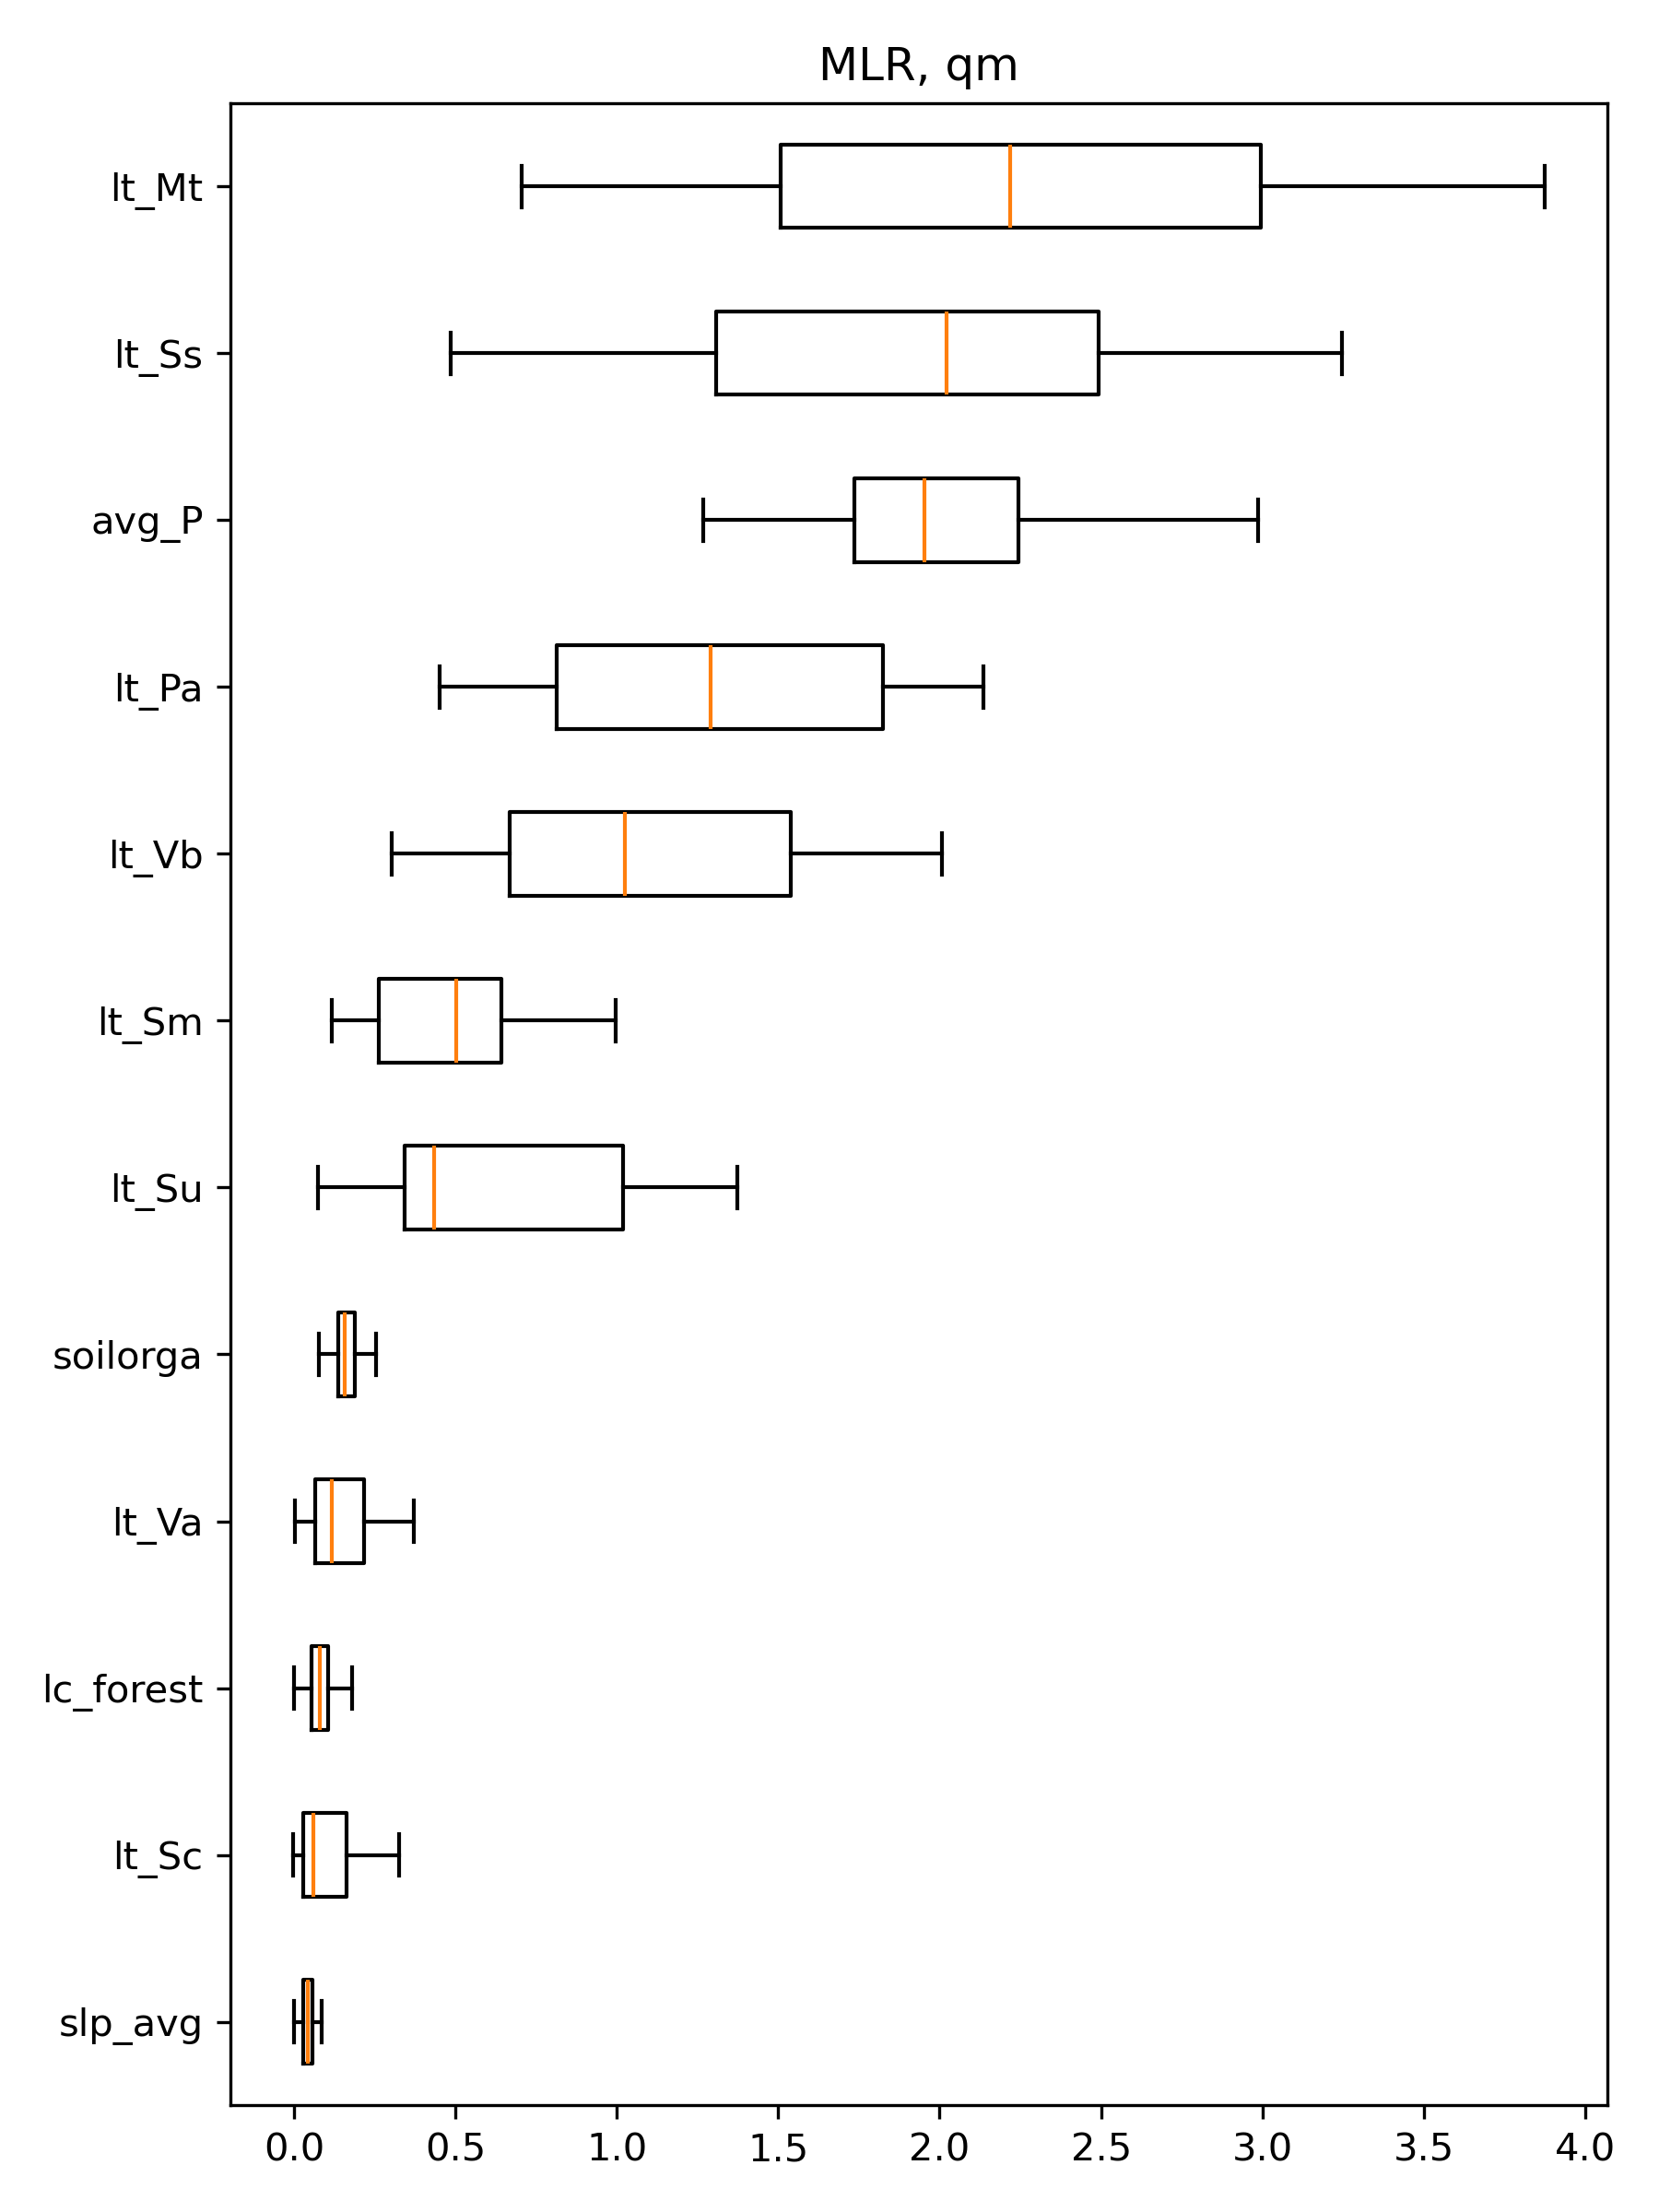 MLR, qm
lt_Mt
lt_Ss
avg_P
lt_Pa
lt_Vb
lt_Sm
lt_Su
soilorga
lt_Va
lc_forest
lt_Sc
slp_avg
0.0 0.5 1.0 1.5 2.0 2.5 3.0 3.5 4.0